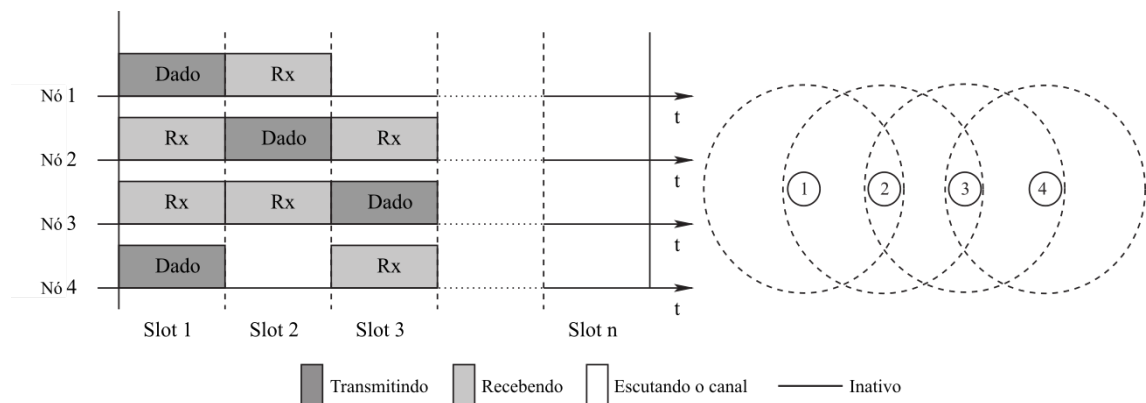 Dado Rx
Nó 1
t
Rx Dado Rx
Nó 2
t
Rx Rx Dado
Nó 3
t
Dado Rx
Nó 4
t
Slot 1 Slot 2 Slot 3 Slot n
1 2 3 4
Transmitindo Recebendo Escutando o canal Inativo